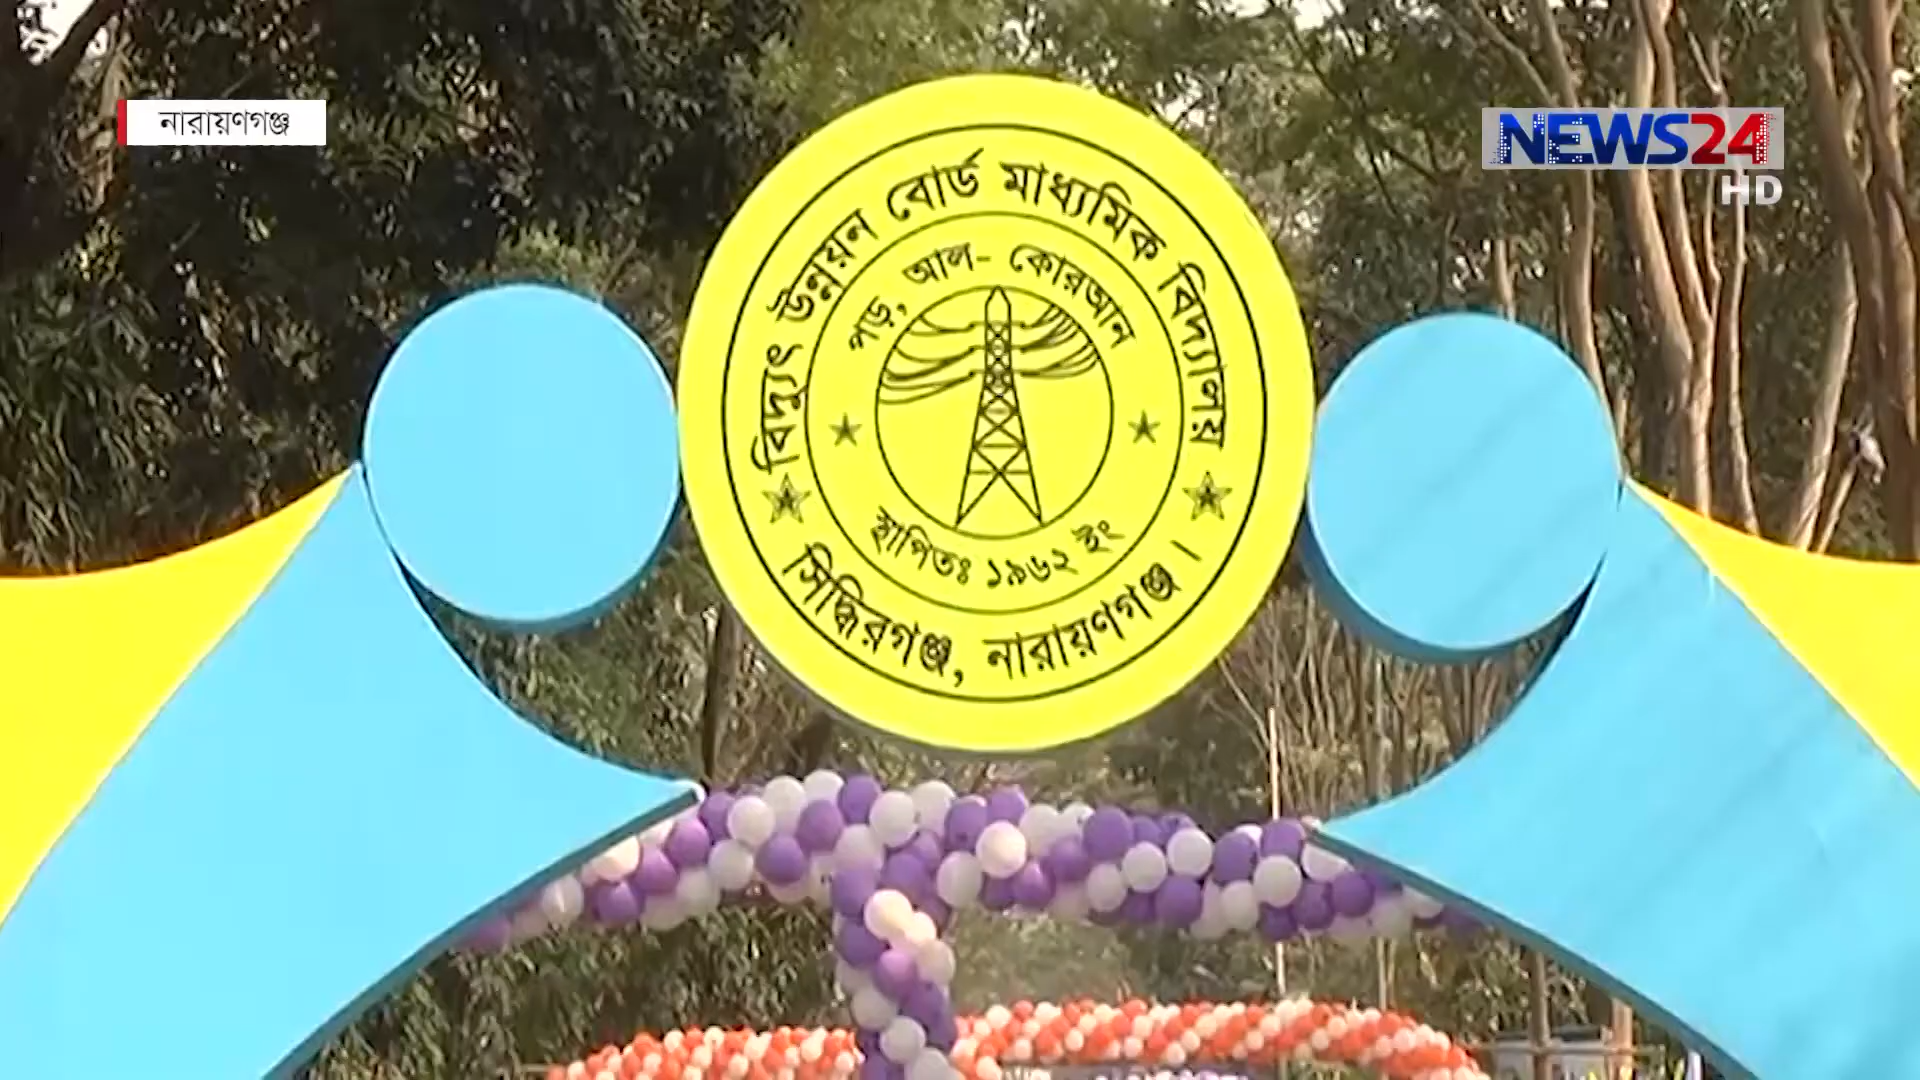 নারায়ণগঞ্জ
NEWS24
HD
বিদ্যুৎ উন্নয়ন বোর্ড মাধ্যমিক বিদ্যালয়
পড়, আল- কোরআন
স্থাপিতঃ ১৯৬২ ইং
সিদ্ধিরগঞ্জ, নারায়ণগঞ্জ।